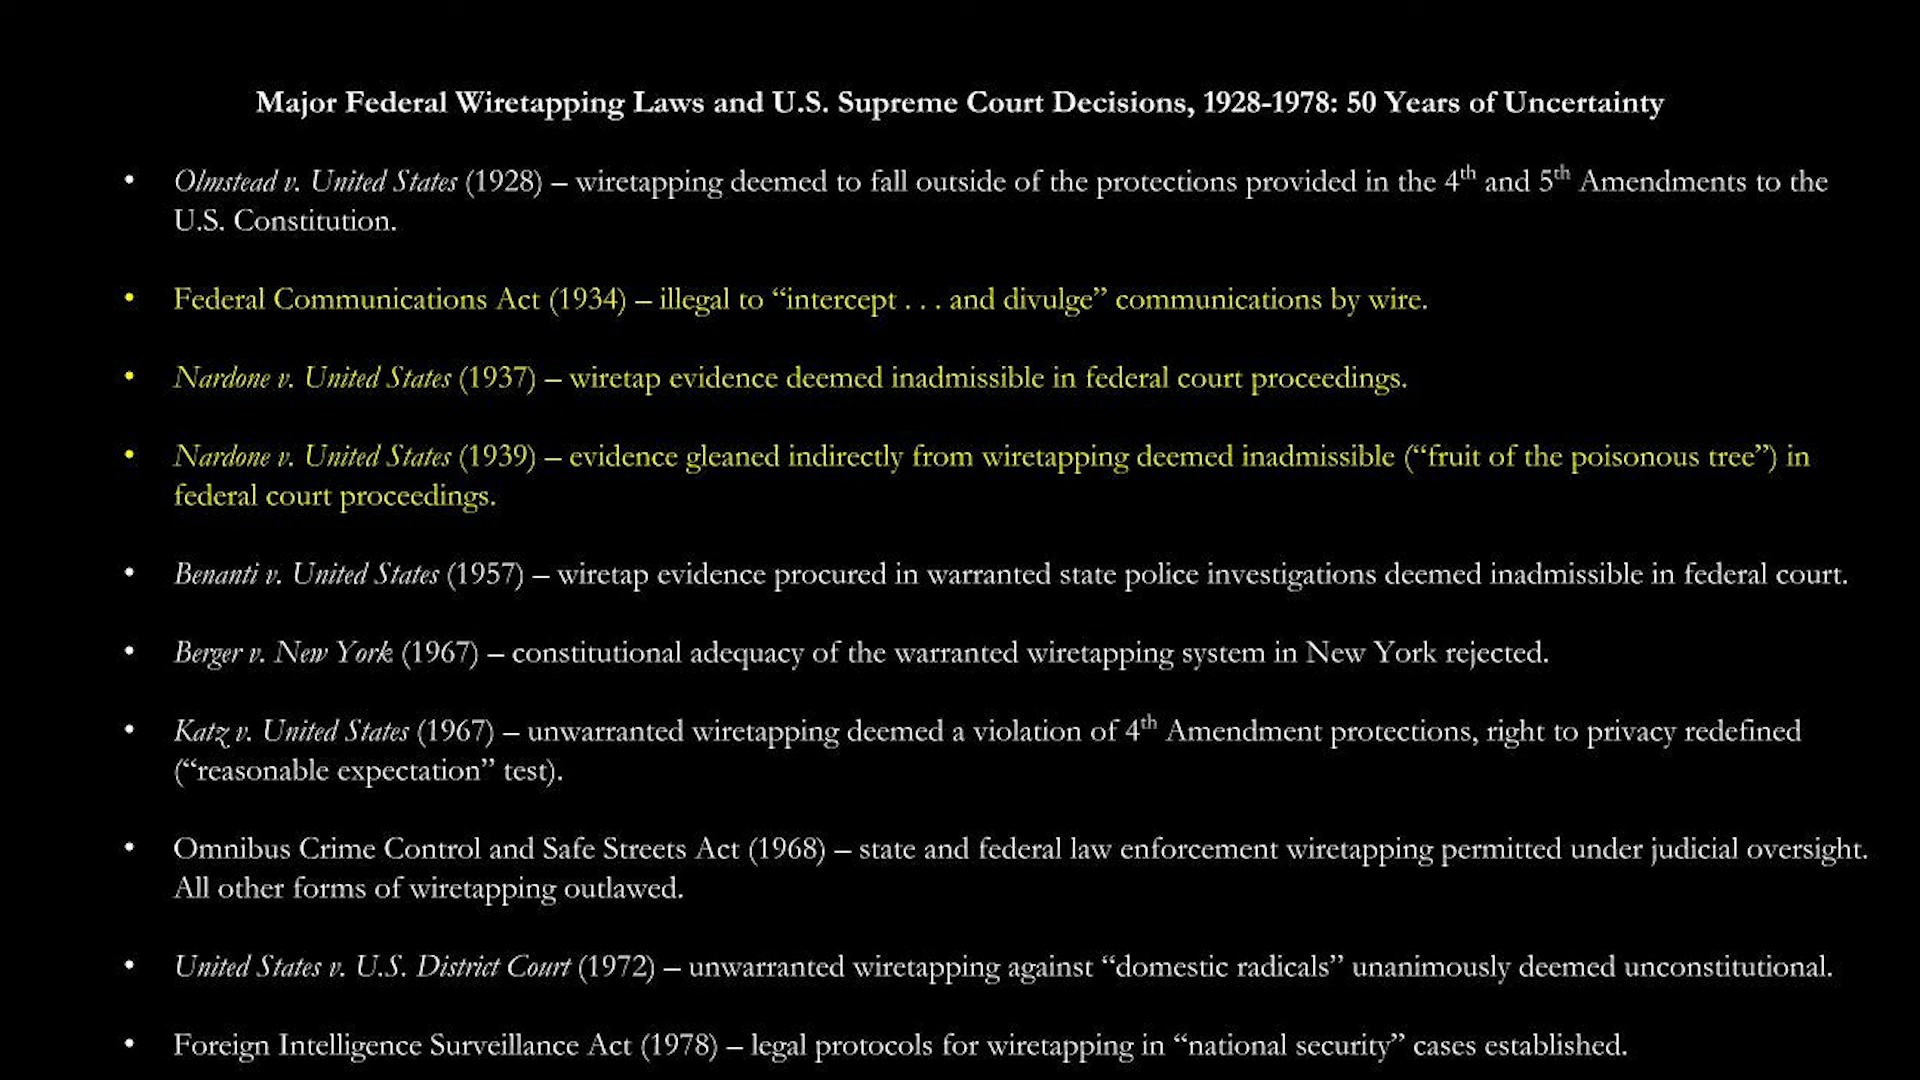 Major Federal Wiretapping Laws and U.S. Supreme Court Decisions, 1928-1978: 50 Years of Uncertainty
• Olmstead v. United States (1928) – wiretapping deemed to fall outside of the protections provided in the 4th and 5th Amendments to the
U.S. Constitution.
• Federal Communications Act (1934) – illegal to “intercept . . . and divulge” communications by wire.
• Nardone v. United States (1937) – wiretap evidence deemed inadmissible in federal court proceedings.
• Nardone v. United States (1939) – evidence gleaned indirectly from wiretapping deemed inadmissible (“fruit of the poisonous tree”) in
federal court proceedings.
• Benanti v. United States (1957) – wiretap evidence procured in warranted state police investigations deemed inadmissible in federal court.
• Berger v. New York (1967) – constitutional adequacy of the warranted wiretapping system in New York rejected.
• Katz v. United States (1967) – unwarranted wiretapping deemed a violation of 4th Amendment protections, right to privacy redefined
(“reasonable expectation” test).
• Omnibus Crime Control and Safe Streets Act (1968) – state and federal law enforcement wiretapping permitted under judicial oversight.
All other forms of wiretapping outlawed.
• United States v. U.S. District Court (1972) – unwarranted wiretapping against “domestic radicals” unanimously deemed unconstitutional.
• Foreign Intelligence Surveillance Act (1978) – legal protocols for wiretapping in “national security” cases established.